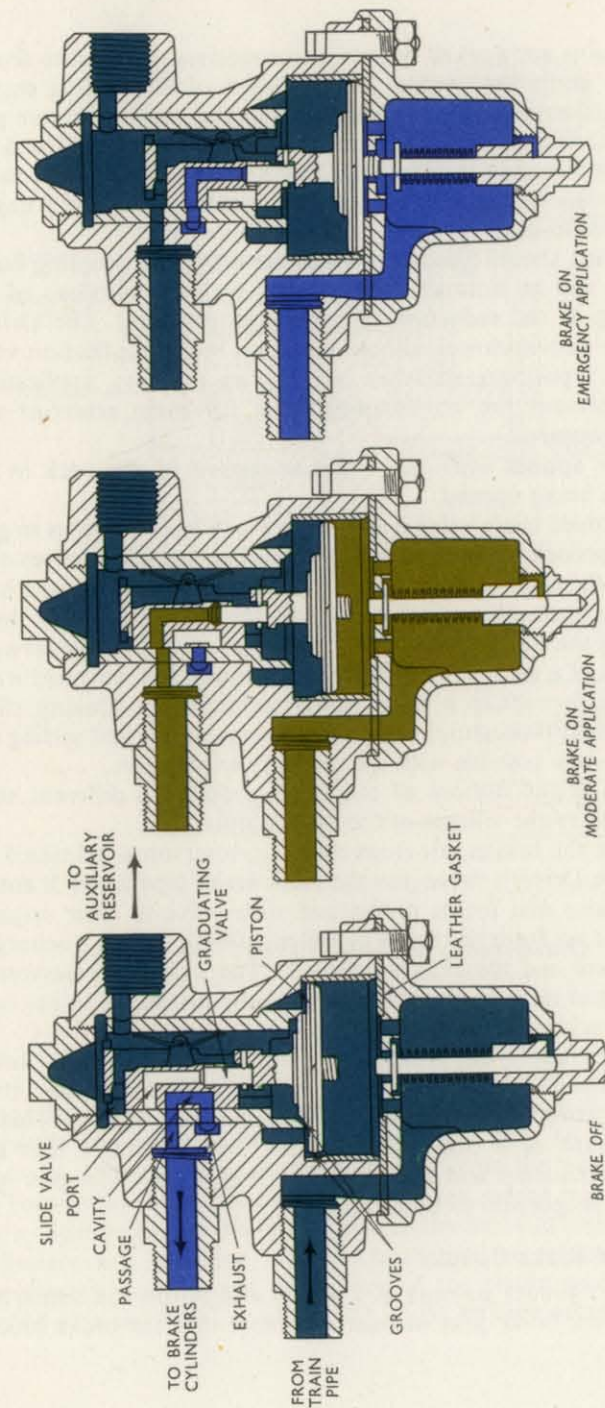 SLIDE VALVE
PORT
CAVITY
PASSAGE
TO BRAKE
CYLINDERS
EXHAUST
FROM
TRAIN
PIPE
GROOVES
TO
AUXILIARY
RESERVOIR
GRADUATING
VALVE
PISTON
LEATHER GASKET
BRAKE OFF
BRAKE ON
MODERATE APPLICATION
BRAKE ON
EMERGENCY APPLICATION